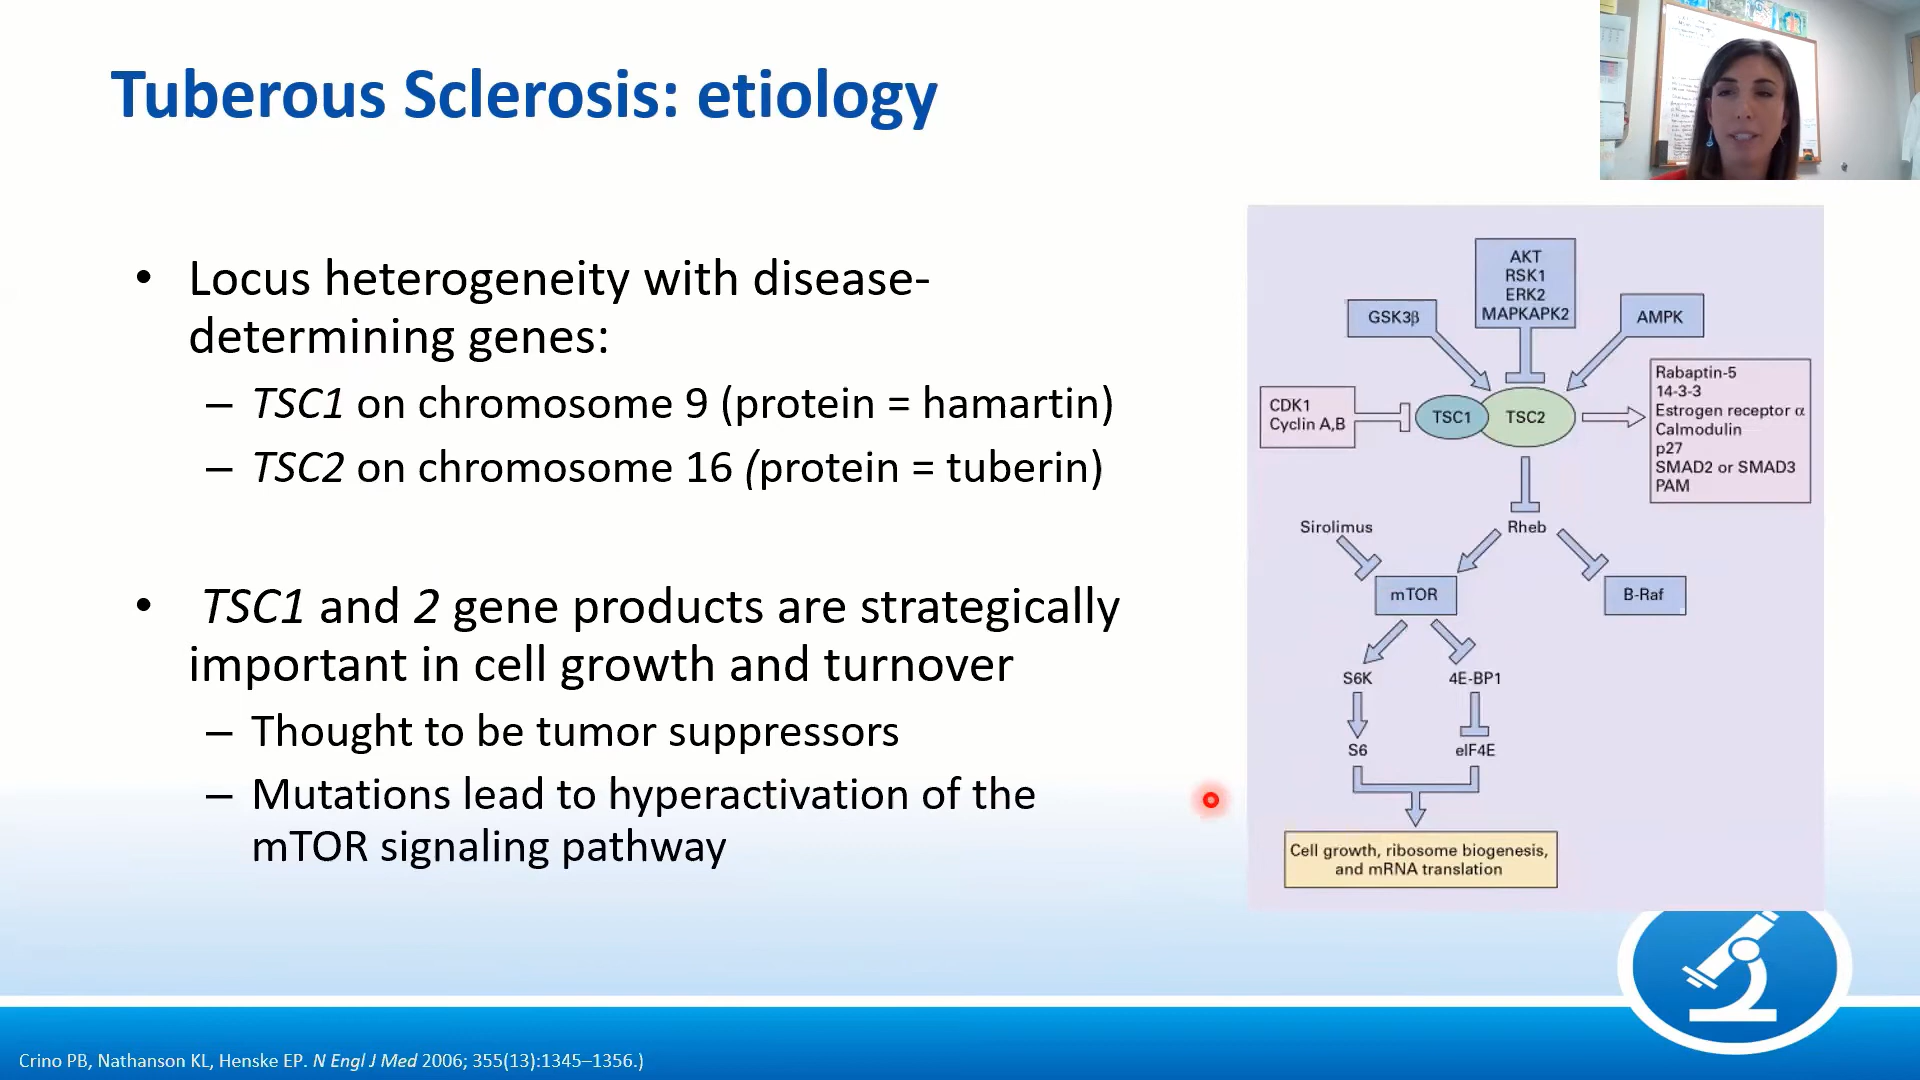 Tuberous Sclerosis: etiology
• Locus heterogeneity with disease-
determining genes:
– TSC1 on chromosome 9 (protein = hamartin)
– TSC2 on chromosome 16 (protein = tuberin)
• TSC1 and 2 gene products are strategically
important in cell growth and turnover
– Thought to be tumor suppressors
– Mutations lead to hyperactivation of the
mTOR signaling pathway
AKT
RSK1
ERK2
MAPKAPK2
GSK3β
AMPK
CDK1
Cyclin A,B
TSC1
TSC2
Rabaptin-5
14-3-3
Estrogen receptor α
Calmodulin
p27
SMAD2 or SMAD3
PAM
Sirolimus
Rheb
mTOR
B-Raf
S6K
4E-BP1
S6
eIF4E
Cell growth, ribosome biogenesis,
and mRNA translation
Crino PB, Nathanson KL, Henske EP. N Engl J Med 2006; 355(13):1345–1356.)